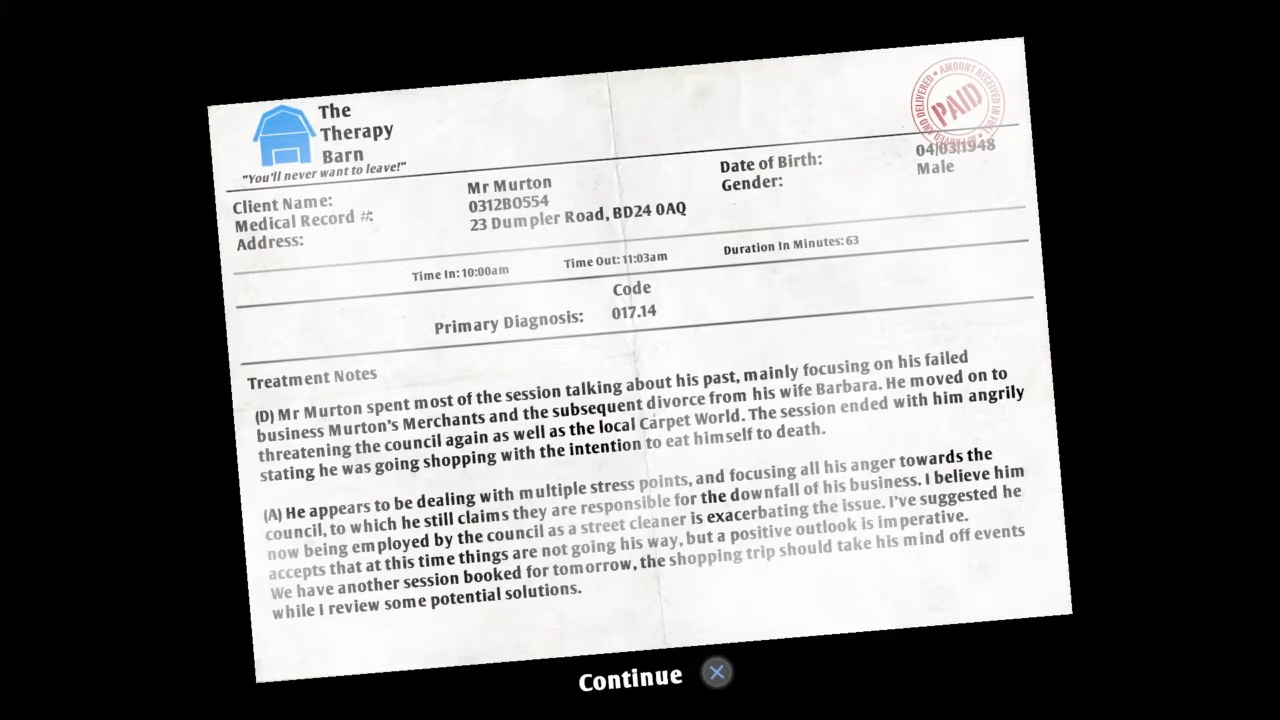 The
Therapy
Barn
"You'll never want to leave!"
AMOUNT RECEIVED IN FULL • APPROVED AND DELIVERED •
PAID
Client Name: Mr Murton Date of Birth: 04/03/1948
Medical Record #: 0312BO554 Gender: Male
Address: 23 Dumpler Road, BD24 0AQ
Time In: 10:00am Time Out: 11:03am Duration In Minutes: 63
Code
Primary Diagnosis: 017.14
Treatment Notes
(D) Mr Murton spent most of the session talking about his past, mainly focusing on his failed
business Murton's Merchants and the subsequent divorce from his wife Barbara. He moved on to
threatening the council again as well as the local Carpet World. The session ended with him angrily
stating he was going shopping with the intention to eat himself to death.
(A) He appears to be dealing with multiple stress points, and focusing all his anger towards the
council, to which he still claims they are responsible for the downfall of his business. I believe him
now being employed by the council as a street cleaner is exacerbating the issue. I've suggested he
accepts that at this time things are not going his way, but a positive outlook is imperative.
We have another session booked for tomorrow, the shopping trip should take his mind off events
while I review some potential solutions.
Continue